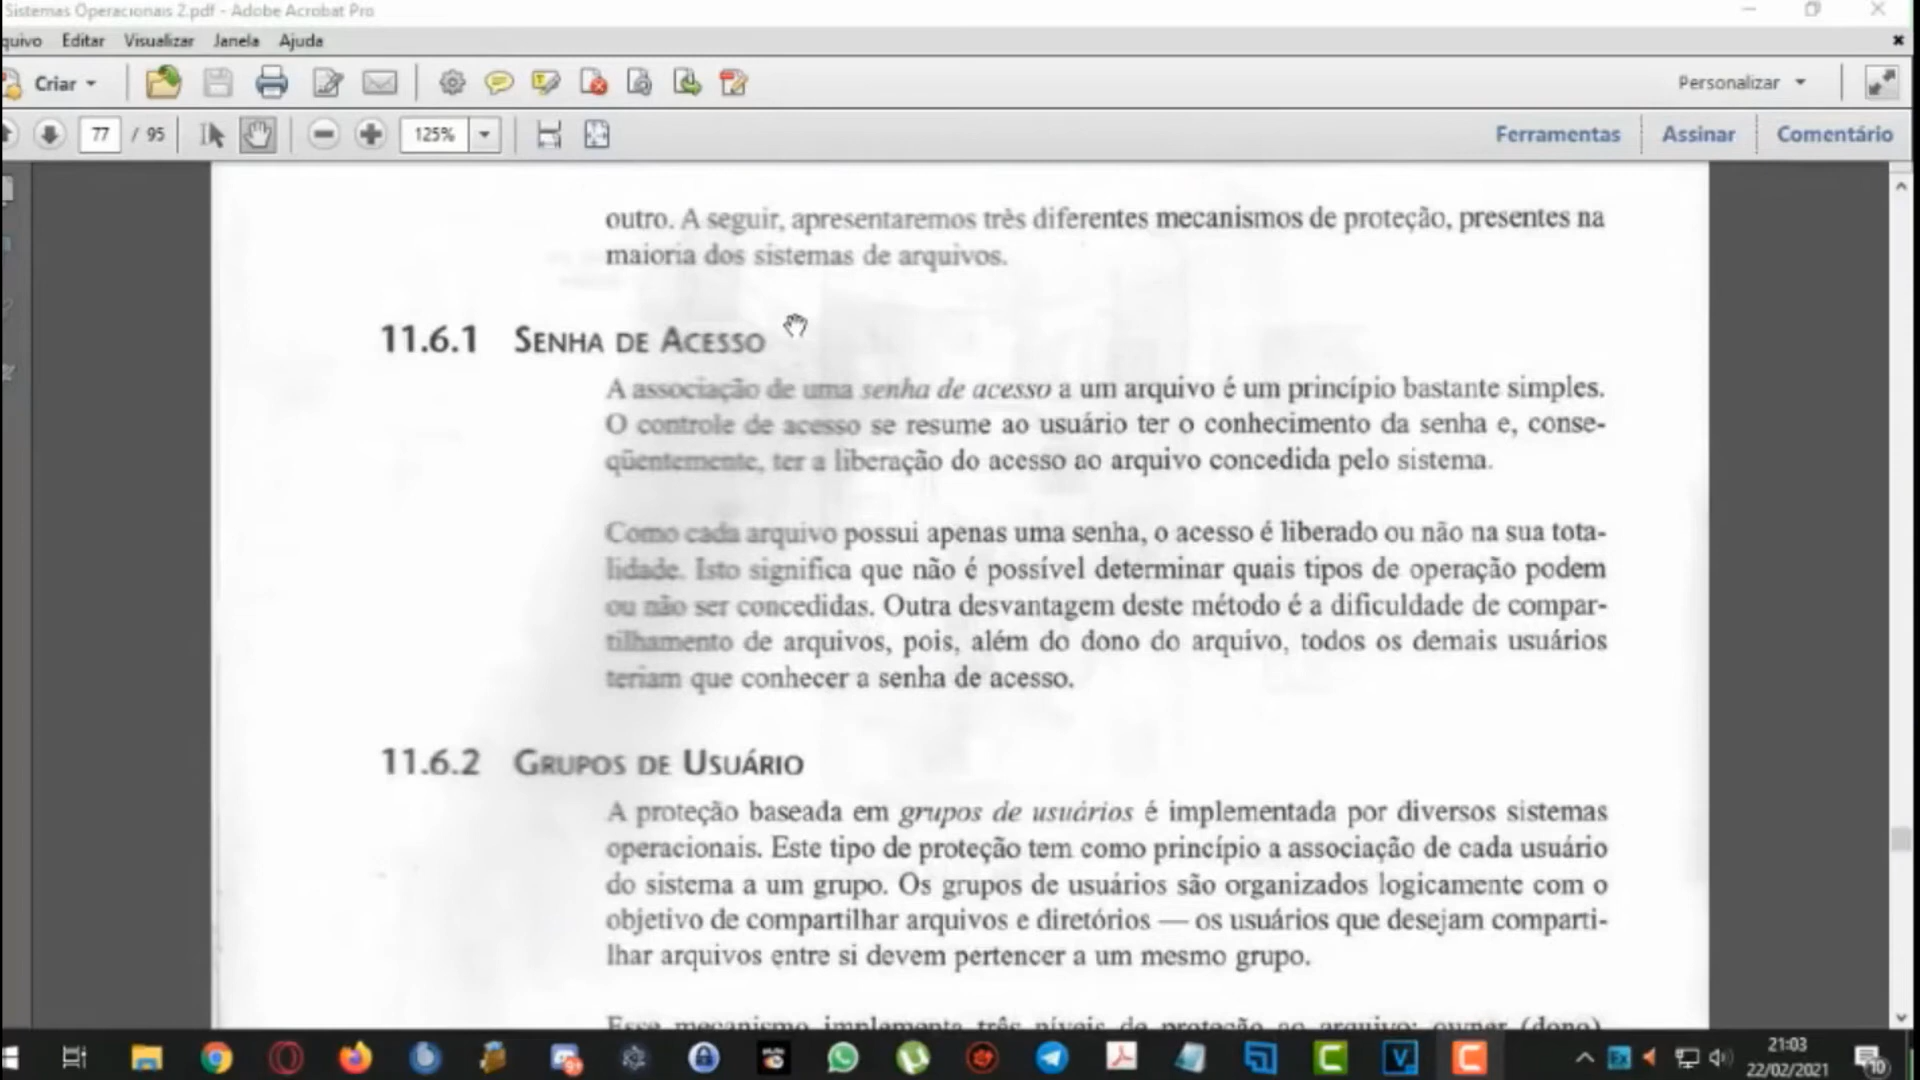 Sistemas Operacionais 2.pdf - Adobe Acrobat Pro
quivo Editar Visualizar Janela Ajuda
Criar
Personalizar
77 / 95
125%
Ferramentas
Assinar
Comentário
outro. A seguir, apresentaremos três diferentes mecanismos de proteção, presentes na
maioria dos sistemas de arquivos.
11.6.1 SENHA DE ACESSO
A associação de uma senha de acesso a um arquivo é um princípio bastante simples.
O controle de acesso se resume ao usuário ter o conhecimento da senha e, conse-
qüentemente, ter a liberação do acesso ao arquivo concedida pelo sistema.
Como cada arquivo possui apenas uma senha, o acesso é liberado ou não na sua tota-
lidade. Isto significa que não é possível determinar quais tipos de operação podem
ou não ser concedidas. Outra desvantagem deste método é a dificuldade de compar-
tilhamento de arquivos, pois, além do dono do arquivo, todos os demais usuários
teriam que conhecer a senha de acesso.
11.6.2 GRUPOS DE USUÁRIO
A proteção baseada em grupos de usuários é implementada por diversos sistemas
operacionais. Este tipo de proteção tem como princípio a associação de cada usuário
do sistema a um grupo. Os grupos de usuários são organizados logicamente com o
objetivo de compartilhar arquivos e diretórios — os usuários que desejam comparti-
lhar arquivos entre si devem pertencer a um mesmo grupo.
Esse mecanismo implementa três níveis de proteção ao arquivo: owner (dono),
21:03
22/02/2021
10